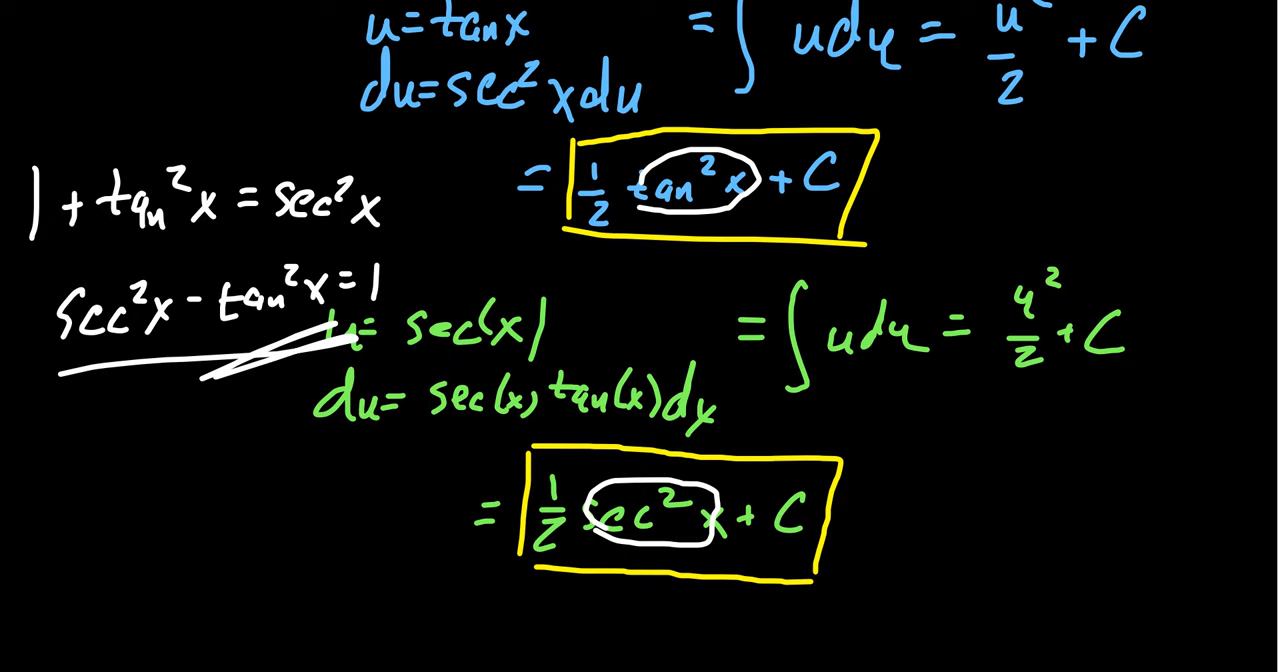 u=tanx = ∫ udu = u²/2 + C
du=sec²xdu
= 1/2 tan²x + C
1 + tan²x = sec²x
sec²x - tan²x = 1
u= sec(x) = ∫ udu = u²/2 + C
du= sec(x) tan(x)dx
= 1/2 sec²x + C